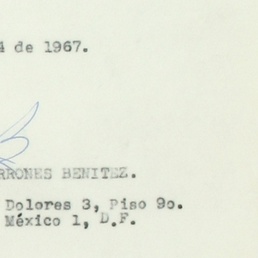 4 de 1967.
RRONES BENITEZ.
Dolores 3, Piso 9o.
México 1, D.F.